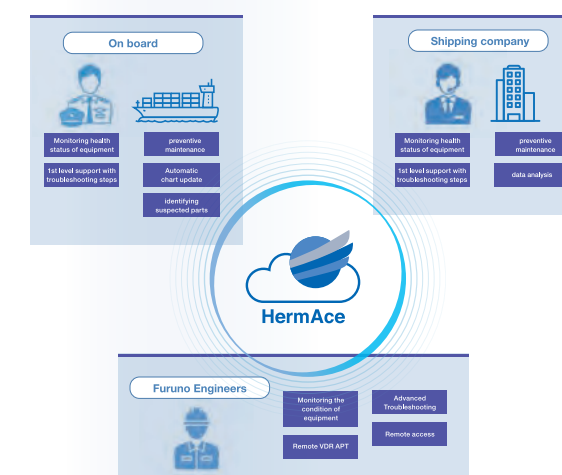 On board
Monitoring health
status of equipment
1st level support with
troubleshooting steps
preventive
maintenance
Automatic
chart update
identifying
suspected parts
Shipping company
Monitoring health
status of equipment
1st level support with
troubleshooting steps
preventive
maintenance
data analysis
HermAce
Furuno Engineers
Monitoring the
condition of
equipment
Remote VDR APT
Advanced
Troubleshooting
Remote access